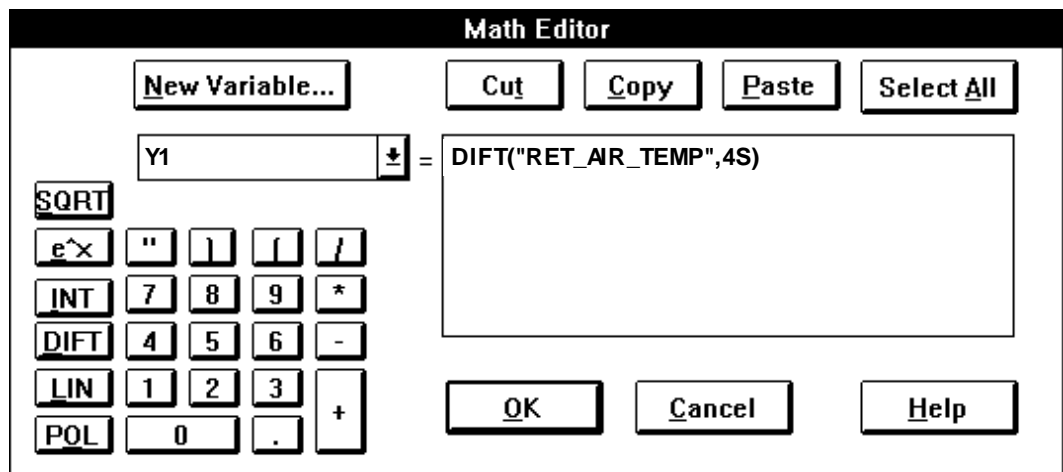 Math Editor
New Variable... Cut Copy Paste Select All
Y1 = DIFT("RET_AIR_TEMP",4S)
SQRT
e^x " ) ( /
INT 7 8 9 *
DIFT 4 5 6 -
LIN 1 2 3 +
POL 0 .
OK Cancel Help